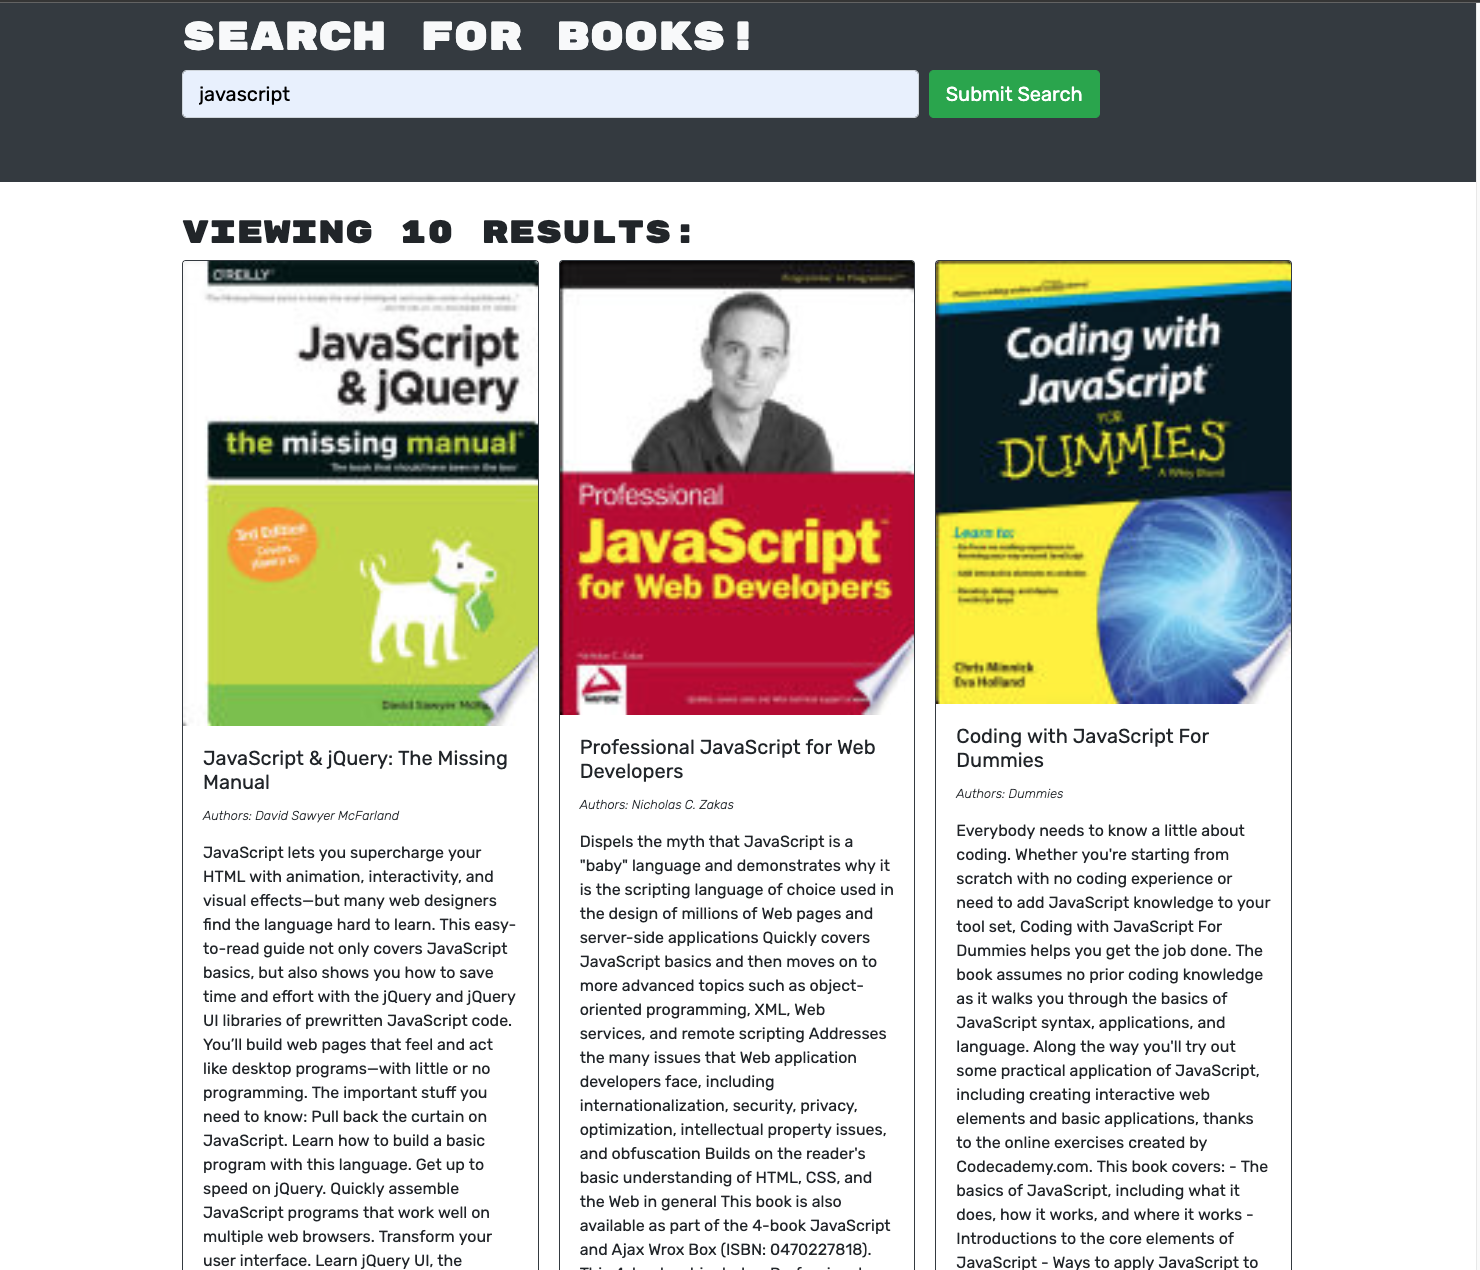 SEARCH FOR BOOKS!
javascript
Submit Search
VIEWING 10 RESULTS:
O'REILLY
JavaScript
& jQuery
the missing manual
The book that should have been in the box
3rd Edition
Covers
David Sawyer
JavaScript & jQuery: The Missing
Manual
Authors: David Sawyer McFarland
JavaScript lets you supercharge your
HTML with animation, interactivity, and
visual effects—but many web designers
find the language hard to learn. This easy-
to-read guide not only covers JavaScript
basics, but also shows you how to save
time and effort with the jQuery and jQuery
UI libraries of prewritten JavaScript code.
You’ll build web pages that feel and act
like desktop programs—with little or no
programming. The important stuff you
need to know: Pull back the curtain on
JavaScript. Learn how to build a basic
program with this language. Get up to
speed on jQuery. Quickly assemble
JavaScript programs that work well on
multiple web browsers. Transform your
user interface. Learn jQuery UI, the
Programmer to Programmer™
Professional
JavaScript™
for Web Developers
Nicholas C. Zakas
Professional JavaScript for Web
Developers
Authors: Nicholas C. Zakas
Dispels the myth that JavaScript is a
"baby" language and demonstrates why it
is the scripting language of choice used in
the design of millions of Web pages and
server-side applications Quickly covers
JavaScript basics and then moves on to
more advanced topics such as object-
oriented programming, XML, Web
services, and remote scripting Addresses
the many issues that Web application
developers face, including
internationalization, security, privacy,
optimization, intellectual property issues,
and obfuscation Builds on the reader's
basic understanding of HTML, CSS, and
the Web in general This book is also
available as part of the 4-book JavaScript
and Ajax Wrox Box (ISBN: 0470227818).
Coding with
JavaScript
FOR
DUMMIES
A Wiley Brand
Learn to:
Chris Minnick
Eva Holland
Coding with JavaScript For
Dummies
Authors: Dummies
Everybody needs to know a little about
coding. Whether you're starting from
scratch with no coding experience or
need to add JavaScript knowledge to your
tool set, Coding with JavaScript For
Dummies helps you get the job done. The
book assumes no prior coding knowledge
as it walks you through the basics of
JavaScript syntax, applications, and
language. Along the way you'll try out
some practical application of JavaScript,
including creating interactive web
elements and basic applications, thanks
to the online exercises created by
Codecademy.com. This book covers: - The
basics of JavaScript, including what it
does, how it works, and where it works -
Introductions to the core elements of
JavaScript - Ways to apply JavaScript to